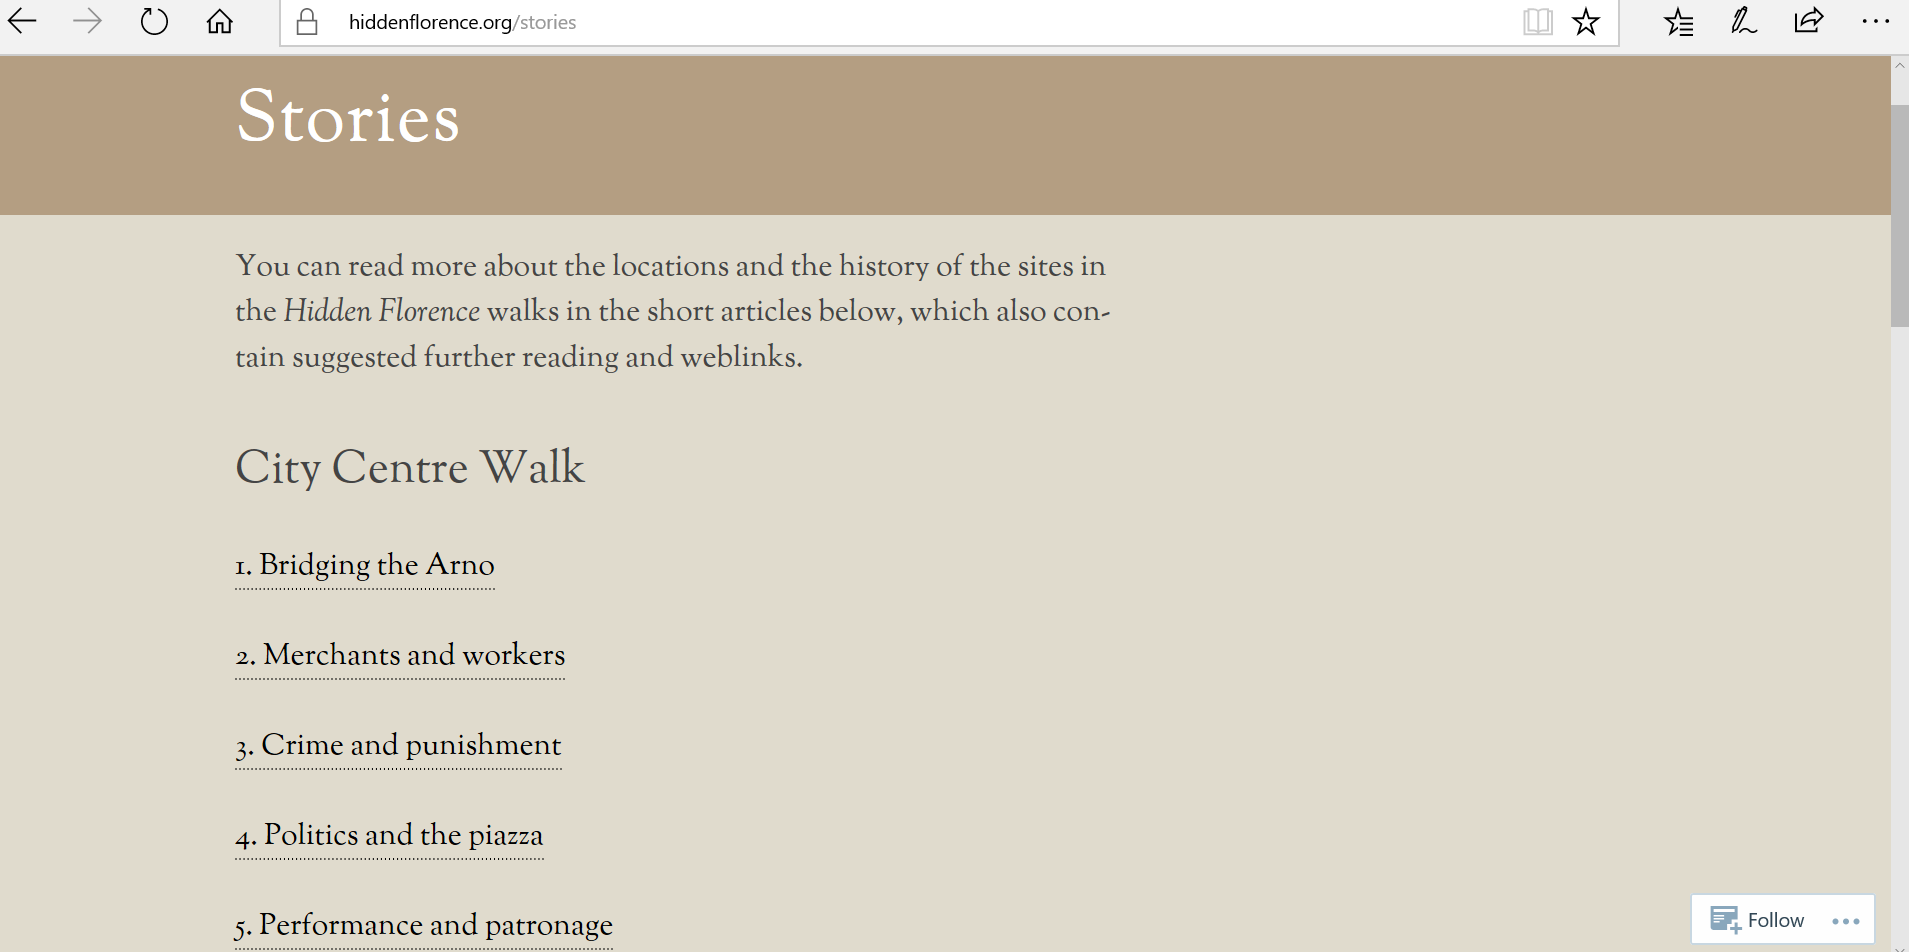 hiddenflorence.org/stories
Stories
You can read more about the locations and the history of the sites in
the Hidden Florence walks in the short articles below, which also con-
tain suggested further reading and weblinks.
City Centre Walk
1. Bridging the Arno
2. Merchants and workers
3. Crime and punishment
4. Politics and the piazza
5. Performance and patronage
Follow